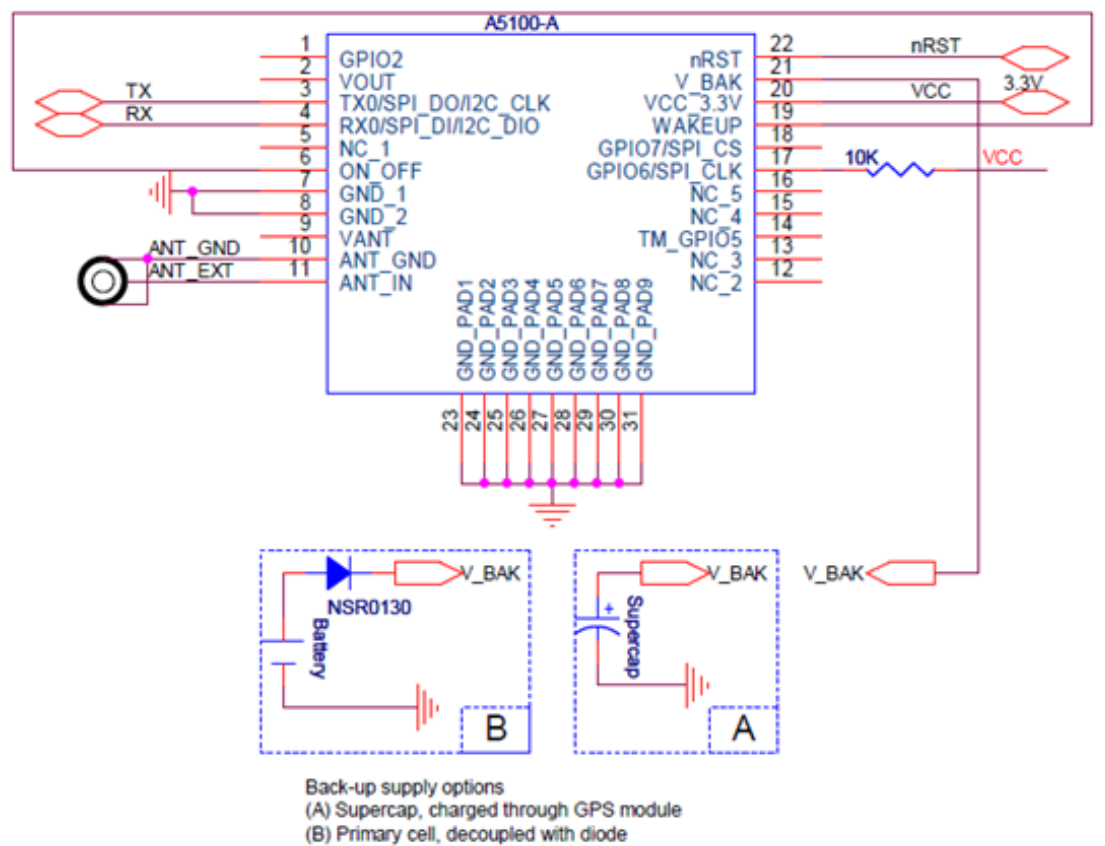 A5100-A
1 GPIO2
2 VOUT
TX 3 TX0/SPI_DO/I2C_CLK
RX 4 RX0/SPI_DI/I2C_DIO
5 NC_1
6 ON_OFF
7 GND_1
8 GND_2
9 VANT
ANT_GND 10 ANT_GND
ANT_EXT 11 ANT_IN
nRST 22 nRST
V_BAK 21
VCC_3.3V 20 VCC 3.3V
WAKEUP 19
GPIO7/SPI_CS 18
GPIO6/SPI_CLK 17 10K VCC
NC_5 16
NC_4 15
TM_GPIO5 14
NC_3 13
NC_2 12
GND_PAD1 GND_PAD2 GND_PAD3 GND_PAD4 GND_PAD5 GND_PAD6 GND_PAD7 GND_PAD8 GND_PAD9
23 24 25 26 27 28 29 30 31
V_BAK
NSR0130
Battery
B
V_BAK
+
Supercap
A
V_BAK
Back-up supply options
(A) Supercap, charged through GPS module
(B) Primary cell, decoupled with diode